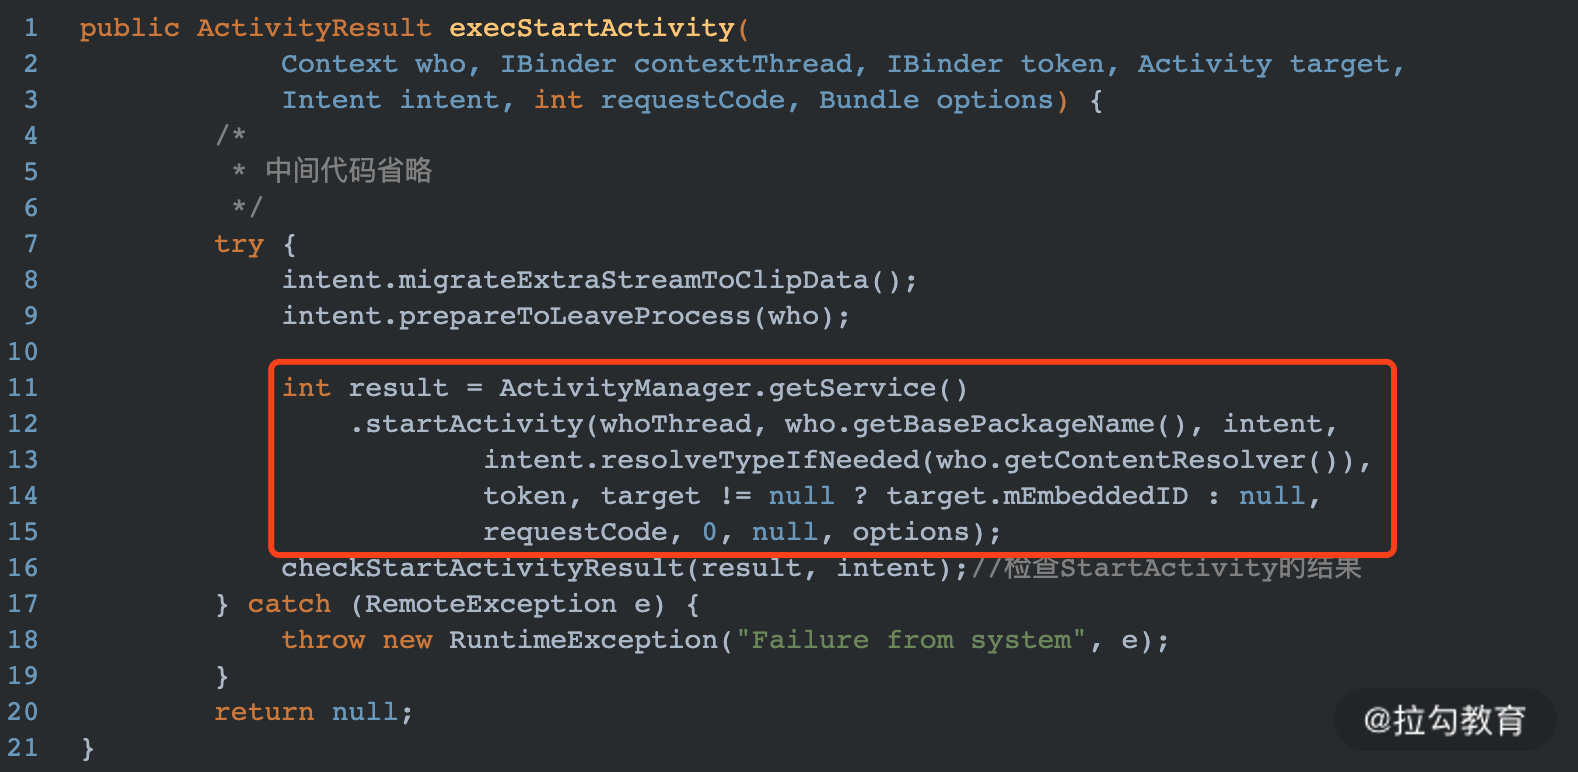 1 public ActivityResult execStartActivity(
2 Context who, IBinder contextThread, IBinder token, Activity target,
3 Intent intent, int requestCode, Bundle options) {
4 /*
5 * 中间代码省略
6 */
7 try {
8 intent.migrateExtraStreamToClipData();
9 intent.prepareToLeaveProcess(who);
10
11 int result = ActivityManager.getService()
12 .startActivity(whoThread, who.getBasePackageName(), intent,
13 intent.resolveTypeIfNeeded(who.getContentResolver()),
14 token, target != null ? target.mEmbeddedID : null,
15 requestCode, 0, null, options);
16 checkStartActivityResult(result, intent);//检查StartActivity的结果
17 } catch (RemoteException e) {
18 throw new RuntimeException("Failure from system", e);
19 }
20 return null;
21 }
@拉勾教育